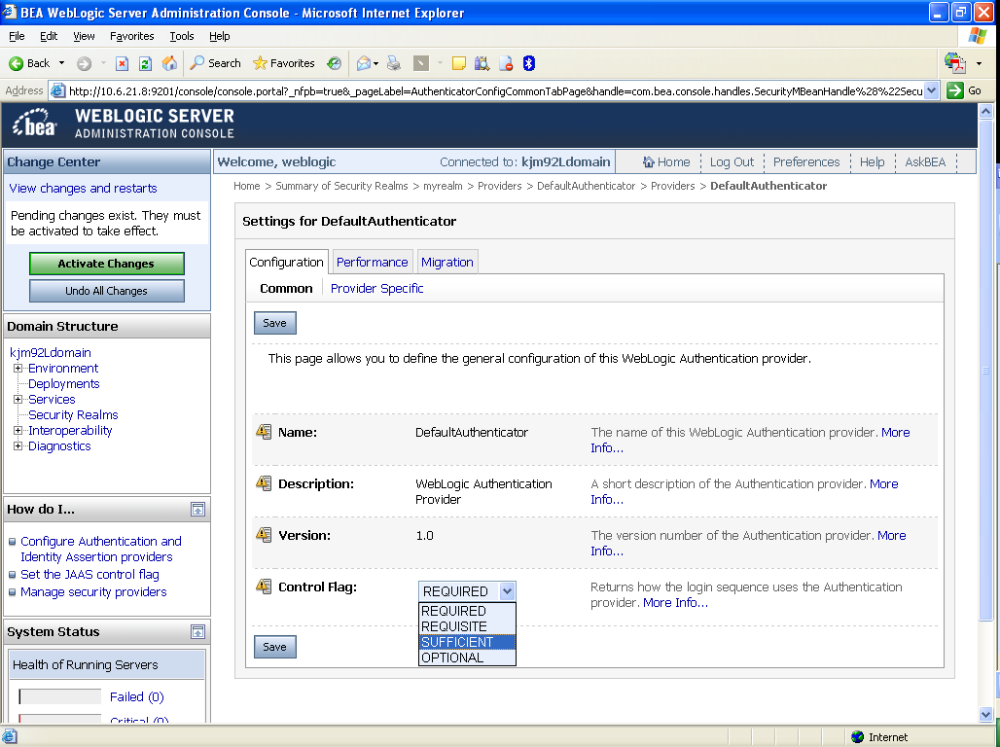 BEA WebLogic Server Administration Console - Microsoft Internet Explorer
File Edit View Favorites Tools Help
Back Search Favorites
Address http://10.6.21.8:9201/console/console.portal?_nfpb=true&_pageLabel=AuthenticatorConfigCommonTabPage&handle=com.bea.console.handles.SecurityMBeanHandle%28%22Secu Go
bea WEBLOGIC SERVER
ADMINISTRATION CONSOLE
Change Center
View changes and restarts
Pending changes exist. They must
be activated to take effect.
Activate Changes
Undo All Changes
Domain Structure
kjm92Ldomain
Environment
Deployments
Services
Security Realms
Interoperability
Diagnostics
How do I...
Configure Authentication and
Identity Assertion providers
Set the JAAS control flag
Manage security providers
System Status
Health of Running Servers
Failed (0)
Critical (0)
Welcome, weblogic Connected to: kjm92Ldomain Home Log Out Preferences Help AskBEA
Home > Summary of Security Realms > myrealm > Providers > DefaultAuthenticator > Providers > DefaultAuthenticator
Settings for DefaultAuthenticator
Configuration Performance Migration
Common Provider Specific
Save
This page allows you to define the general configuration of this WebLogic Authentication provider.
Name: DefaultAuthenticator The name of this WebLogic Authentication provider. More
Info...
Description: WebLogic Authentication A short description of the Authentication provider. More
Provider Info...
Version: 1.0 The version number of the Authentication provider. More
Info...
Control Flag: REQUIRED Returns how the login sequence uses the Authentication
provider. More Info...
REQUIRED
REQUISITE
SUFFICIENT
OPTIONAL
Save
Internet